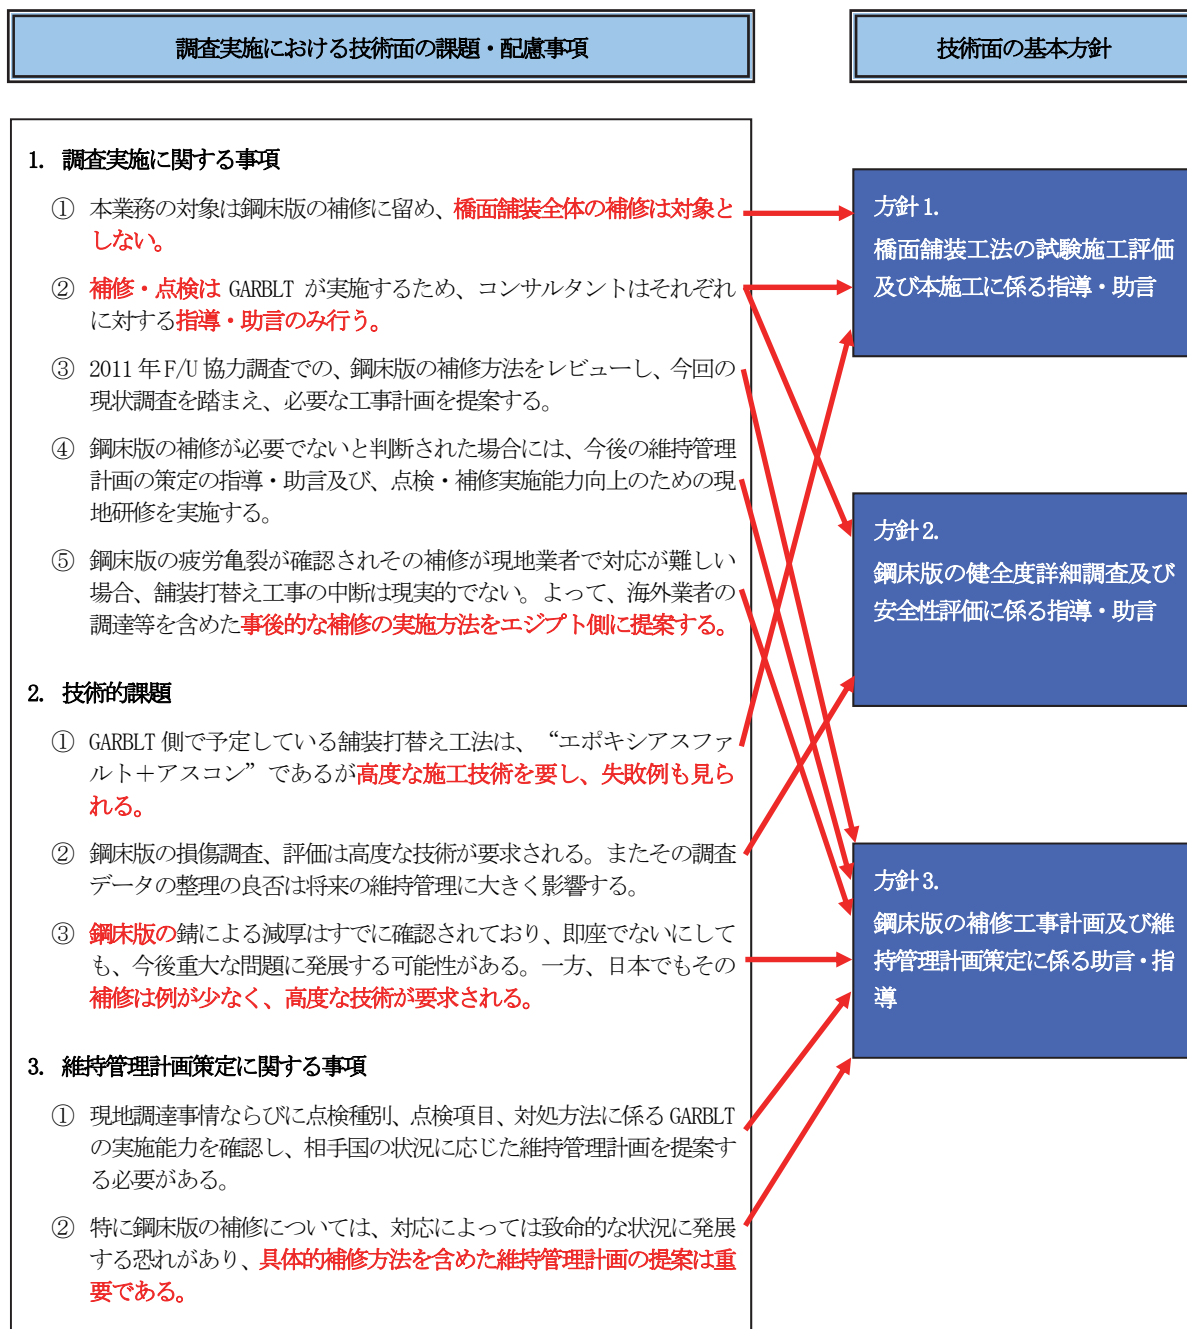 調査実施における技術面の課題・配慮事項
技術面の基本方針
1. 調査実施に関する事項
① 本業務の対象は鋼床版の補修に留め、橋面舗装全体の補修は対象と
しない。
② 補修・点検は GARBLT が実施するため、コンサルタントはそれぞれ
に対する指導・助言のみ行う。
③ 2011 年 F/U 協力調査での、鋼床版の補修方法をレビューし、今回の
現状調査を踏まえ、必要な工事計画を提案する。
④ 鋼床版の補修が必要でないと判断された場合には、今後の維持管理
計画の策定の指導・助言及び、点検・補修実施能力向上のための現
地研修を実施する。
⑤ 鋼床版の疲労亀裂が確認されその補修が現地業者で対応が難しい
場合、舗装打替え工事の中断は現実的でない。よって、海外業者の
調達等を含めた事後的な補修の実施方法をエジプト側に提案する。
2. 技術的課題
① GARBLT 側で予定している舗装打替え工法は、“エポキシアスファ
ルト＋アスコン”であるが高度な施工技術を要し、失敗例も見ら
れる。
② 鋼床版の損傷調査、評価は高度な技術が要求される。またその調査
データの整理の良否は将来の維持管理に大きく影響する。
③ 鋼床版の錆による減厚はすでに確認されており、即座でないにして
も、今後重大な問題に発展する可能性がある。一方、日本でもその
補修は例が少なく、高度な技術が要求される。
3. 維持管理計画策定に関する事項
① 現地調達事情ならびに点検種別、点検項目、対処方法に係る GARBLT
の実施能力を確認し、相手国の状況に応じた維持管理計画を提案す
る必要がある。
② 特に鋼床版の補修については、対応によっては致命的な状況に発展
する恐れがあり、具体的補修方法を含めた維持管理計画の提案は重
要である。
方針 1.
橋面舗装工法の試験施工評価
及び本施工に係る指導・助言
方針 2.
鋼床版の健全度詳細調査及び
安全性評価に係る指導・助言
方針 3.
鋼床版の補修工事計画及び維
持管理計画策定に係る助言・指
導